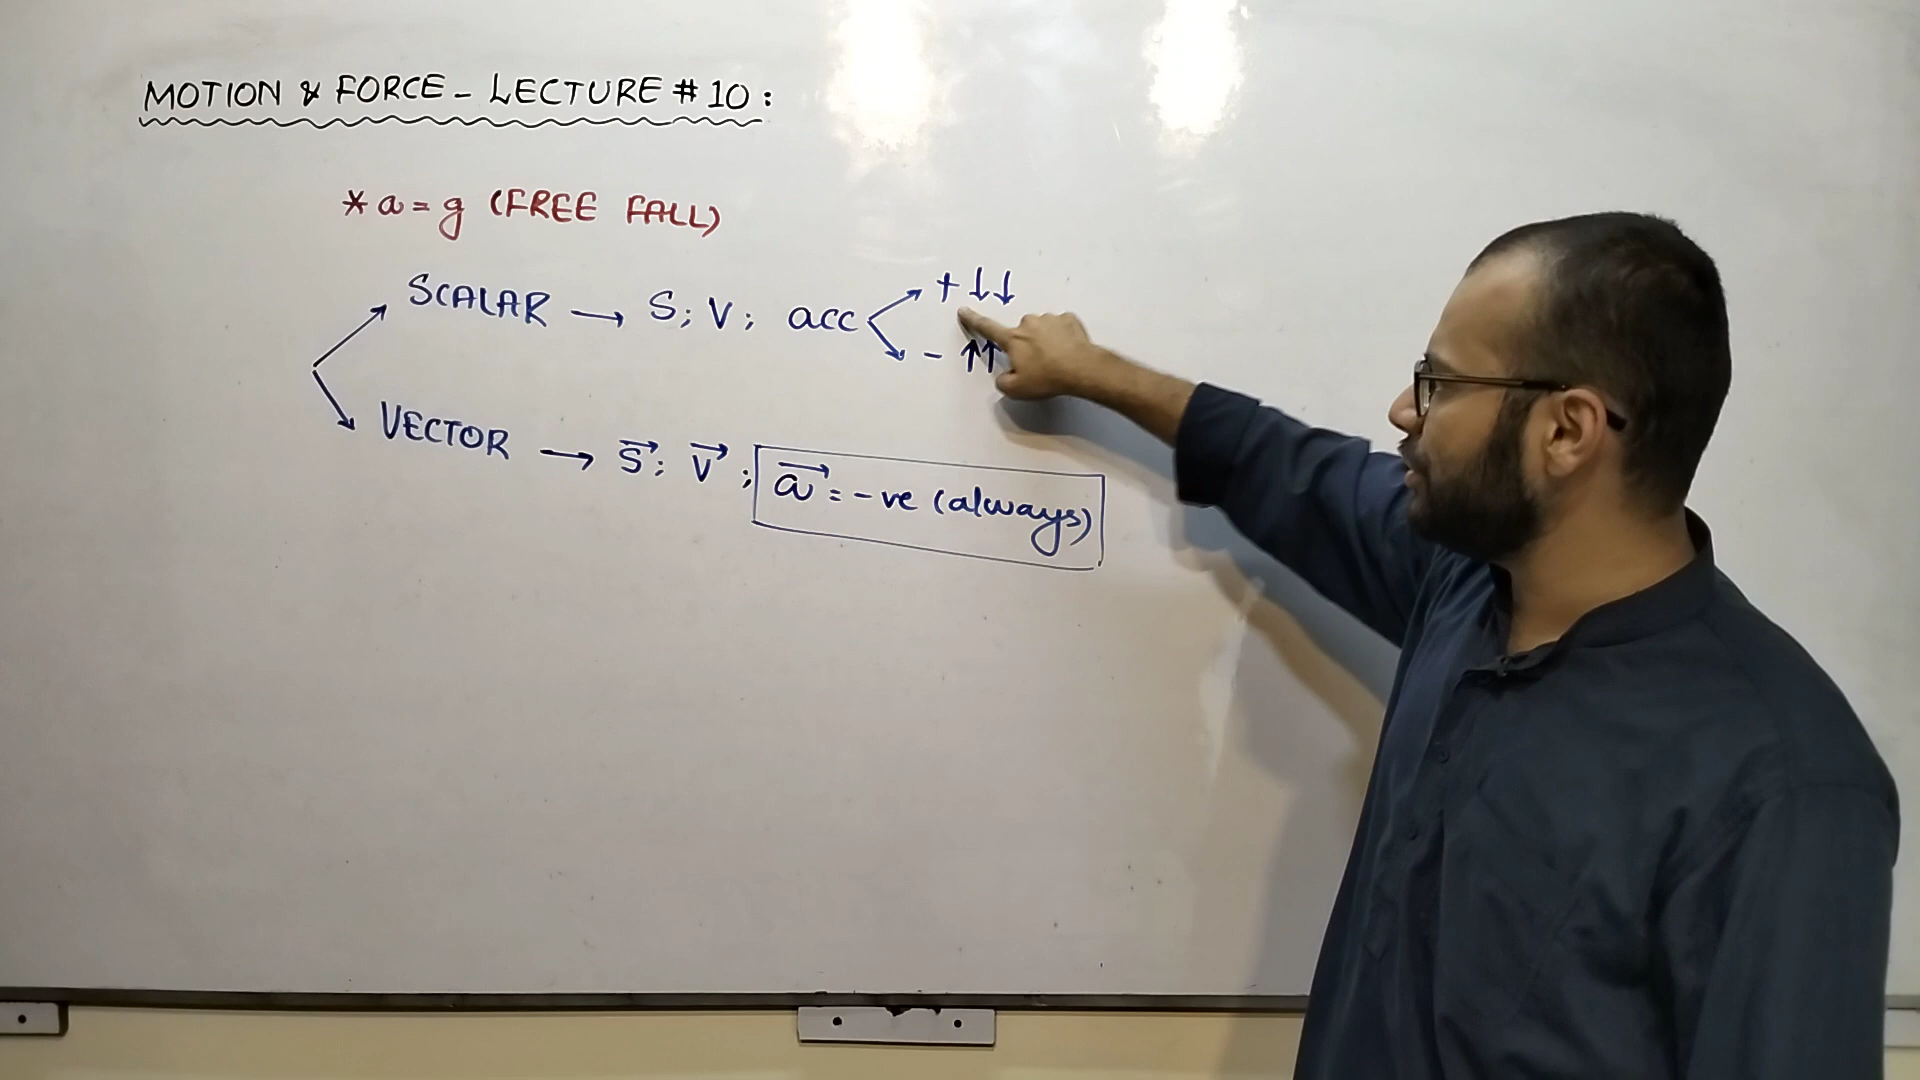 MOTION & FORCE - LECTURE # 10 :
* a = g (FREE FALL)
SCALAR → S; V; acc
+ ↓↓
- ↑↑
VECTOR → S⃗; V⃗; a⃗ = -ve (always)